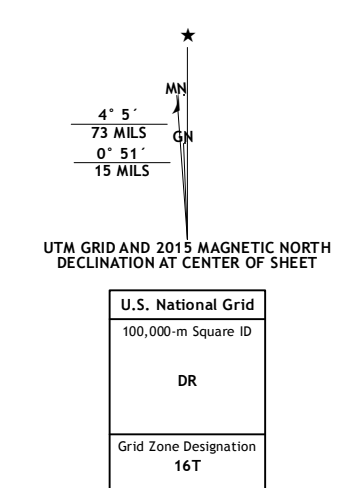 ★
MN
4° 5´
73 MILS
GN
0° 51´
15 MILS
UTM GRID AND 2015 MAGNETIC NORTH
DECLINATION AT CENTER OF SHEET
U.S. National Grid
100,000-m Square ID
DR
Grid Zone Designation
16T